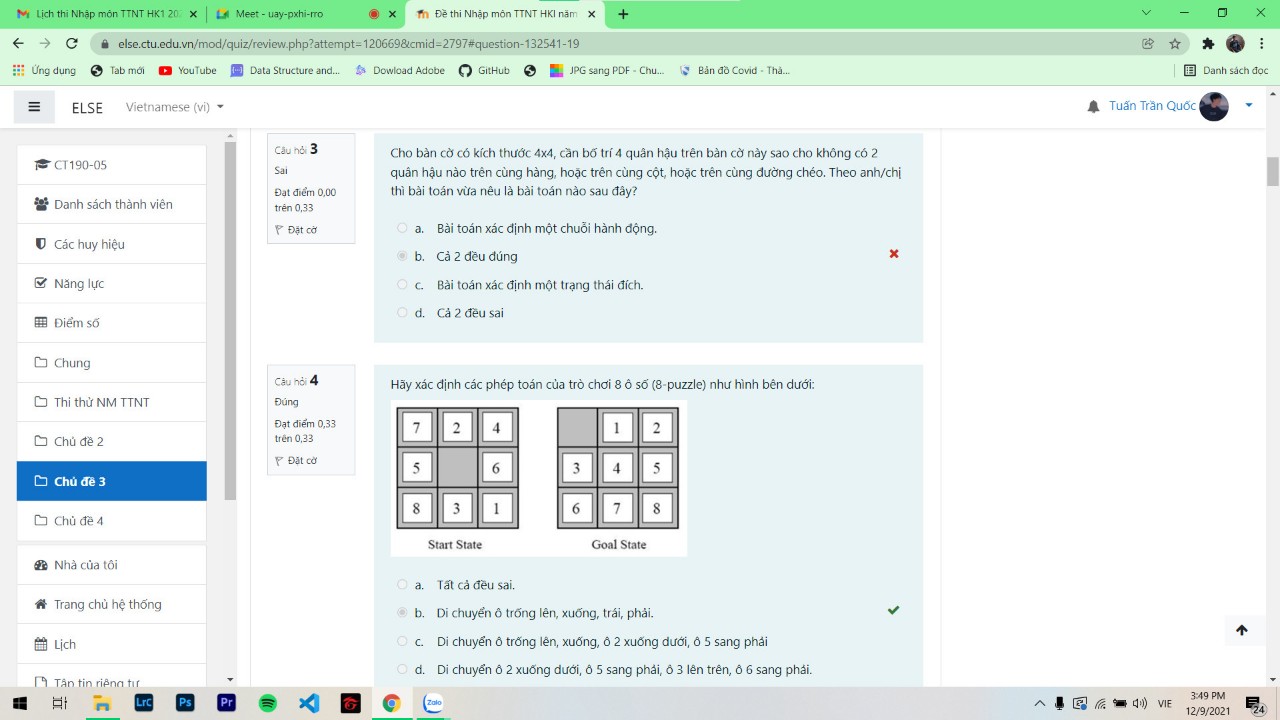 Lịch thi Nhập môn TTNT HK1 202
Meet - uay-pxhi-rro
Đề thi Nhập môn TTNT HKI năm
else.ctu.edu.vn/mod/quiz/review.php?attempt=120669&cmid=2797#question-132541-19
Ứng dụng
Tab mới
YouTube
Data Structure and...
Dowload Adobe
GitHub
JPG sang PDF - Chu...
Bản đồ Covid - Thà...
Danh sách đọc
ELSE
Vietnamese (vi)
Tuấn Trần Quốc
CT190-05
Danh sách thành viên
Các huy hiệu
Năng lực
Điểm số
Chung
Thi thử NM TTNT
Chủ đề 2
Chủ đề 3
Chủ đề 4
Nhà của tôi
Trang chủ hệ thống
Lịch
Tập tin riêng tư
Câu hỏi 3
Sai
Đạt điểm 0,00
trên 0,33
Đặt cờ
Cho bàn cờ có kích thước 4x4, cần bố trí 4 quân hậu trên bàn cờ này sao cho không có 2
quân hậu nào trên cùng hàng, hoặc trên cùng cột, hoặc trên cùng đường chéo. Theo anh/chị
thì bài toán vừa nêu là bài toán nào sau đây?
a. Bài toán xác định một chuỗi hành động.
b. Cả 2 đều đúng
c. Bài toán xác định một trạng thái đích.
d. Cả 2 đều sai
Câu hỏi 4
Đúng
Đạt điểm 0,33
trên 0,33
Đặt cờ
Hãy xác định các phép toán của trò chơi 8 ô số (8-puzzle) như hình bên dưới:
7 2 4
5 6
8 3 1
Start State
1 2
3 4 5
6 7 8
Goal State
a. Tất cả đều sai.
b. Di chuyển ô trống lên, xuống, trái, phải.
c. Di chuyển ô trống lên, xuống, ô 2 xuống dưới, ô 5 sang phải
d. Di chuyển ô 2 xuống dưới, ô 5 sang phải, ô 3 lên trên, ô 6 sang phải.
LrC
Ps
Pr
Zalo
VIE
3:49 PM
12/9/2021
24